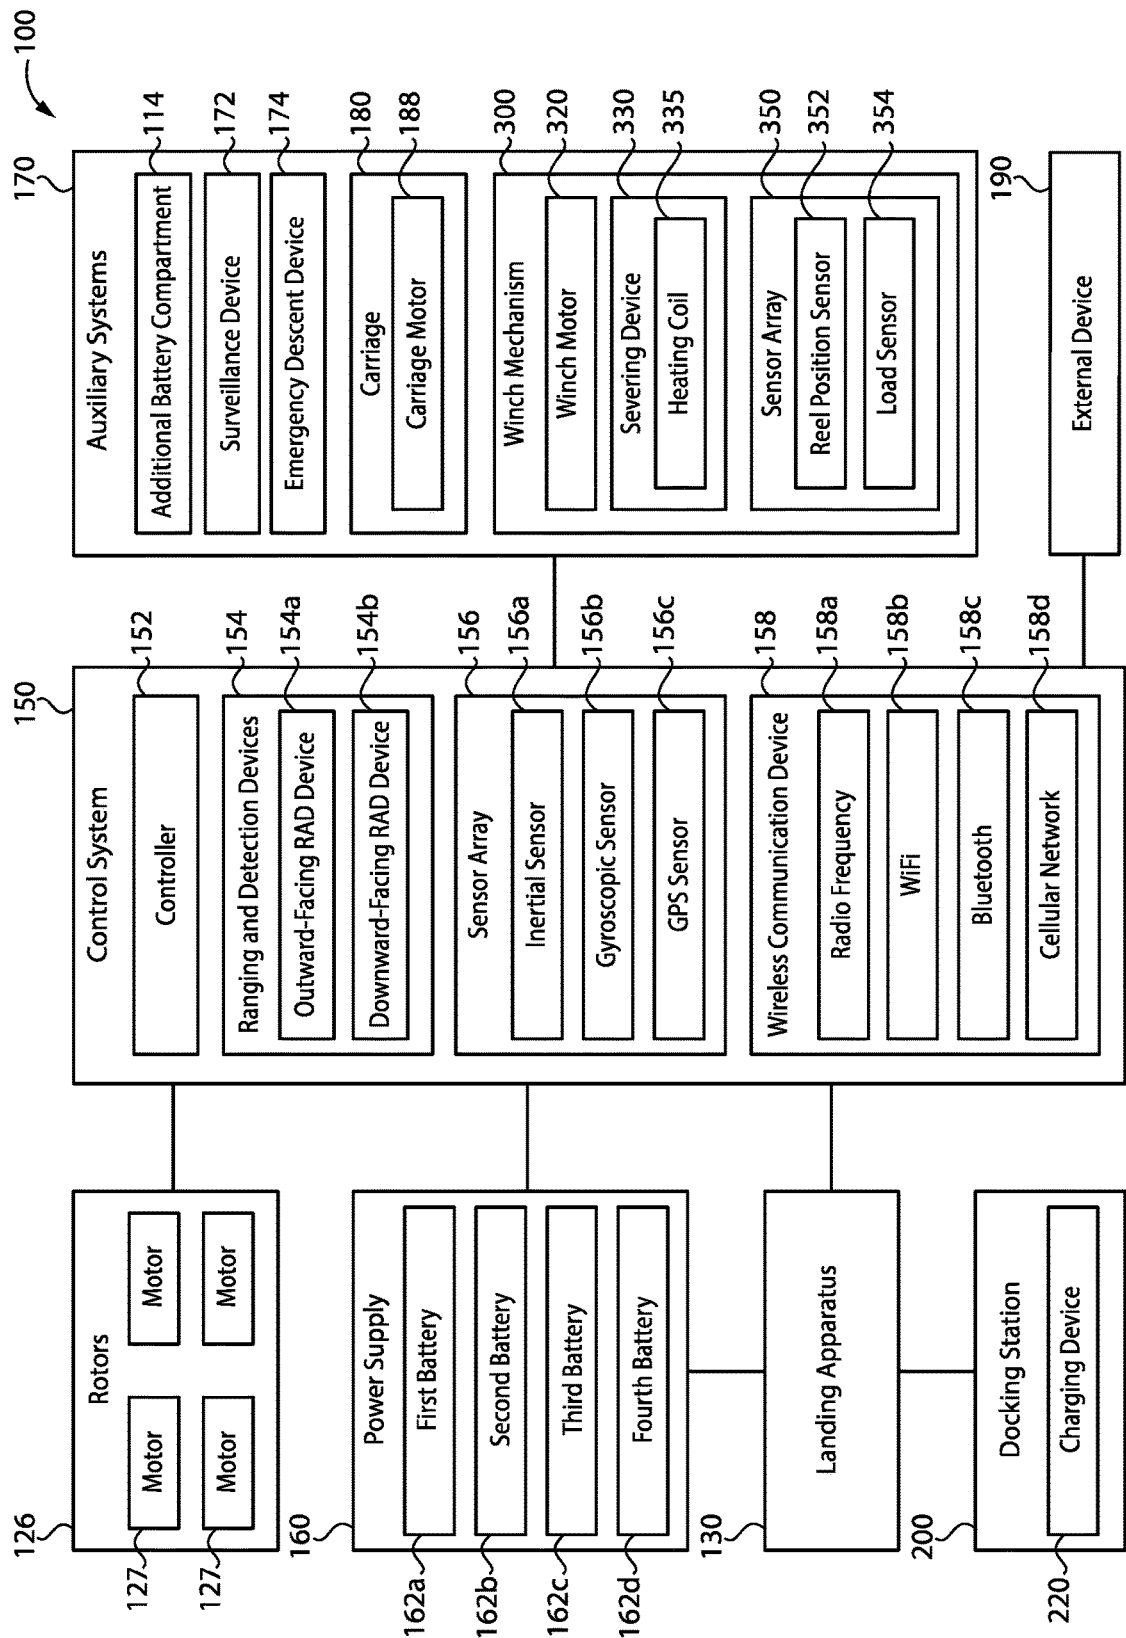 100
126
Rotors
Motor
Motor
Motor
Motor
127
127
160
Power Supply
First Battery
Second Battery
Third Battery
Fourth Battery
162a
162b
162c
162d
130
Landing Apparatus
200
Docking Station
Charging Device
220
150
Control System
Controller
152
Ranging and Detection Devices
154
Outward-Facing RAD Device
154a
Downward-Facing RAD Device
154b
Sensor Array
156
Inertial Sensor
156a
Gyroscopic Sensor
156b
GPS Sensor
156c
Wireless Communication Device
158
Radio Frequency
158a
WiFi
158b
Bluetooth
158c
Cellular Network
158d
170
Auxiliary Systems
Additional Battery Compartment
114
Surveillance Device
172
Emergency Descent Device
174
Carriage
180
Carriage Motor
188
Winch Mechanism
300
Winch Motor
320
Severing Device
330
Heating Coil
335
Sensor Array
350
Reel Position Sensor
352
Load Sensor
354
190
External Device